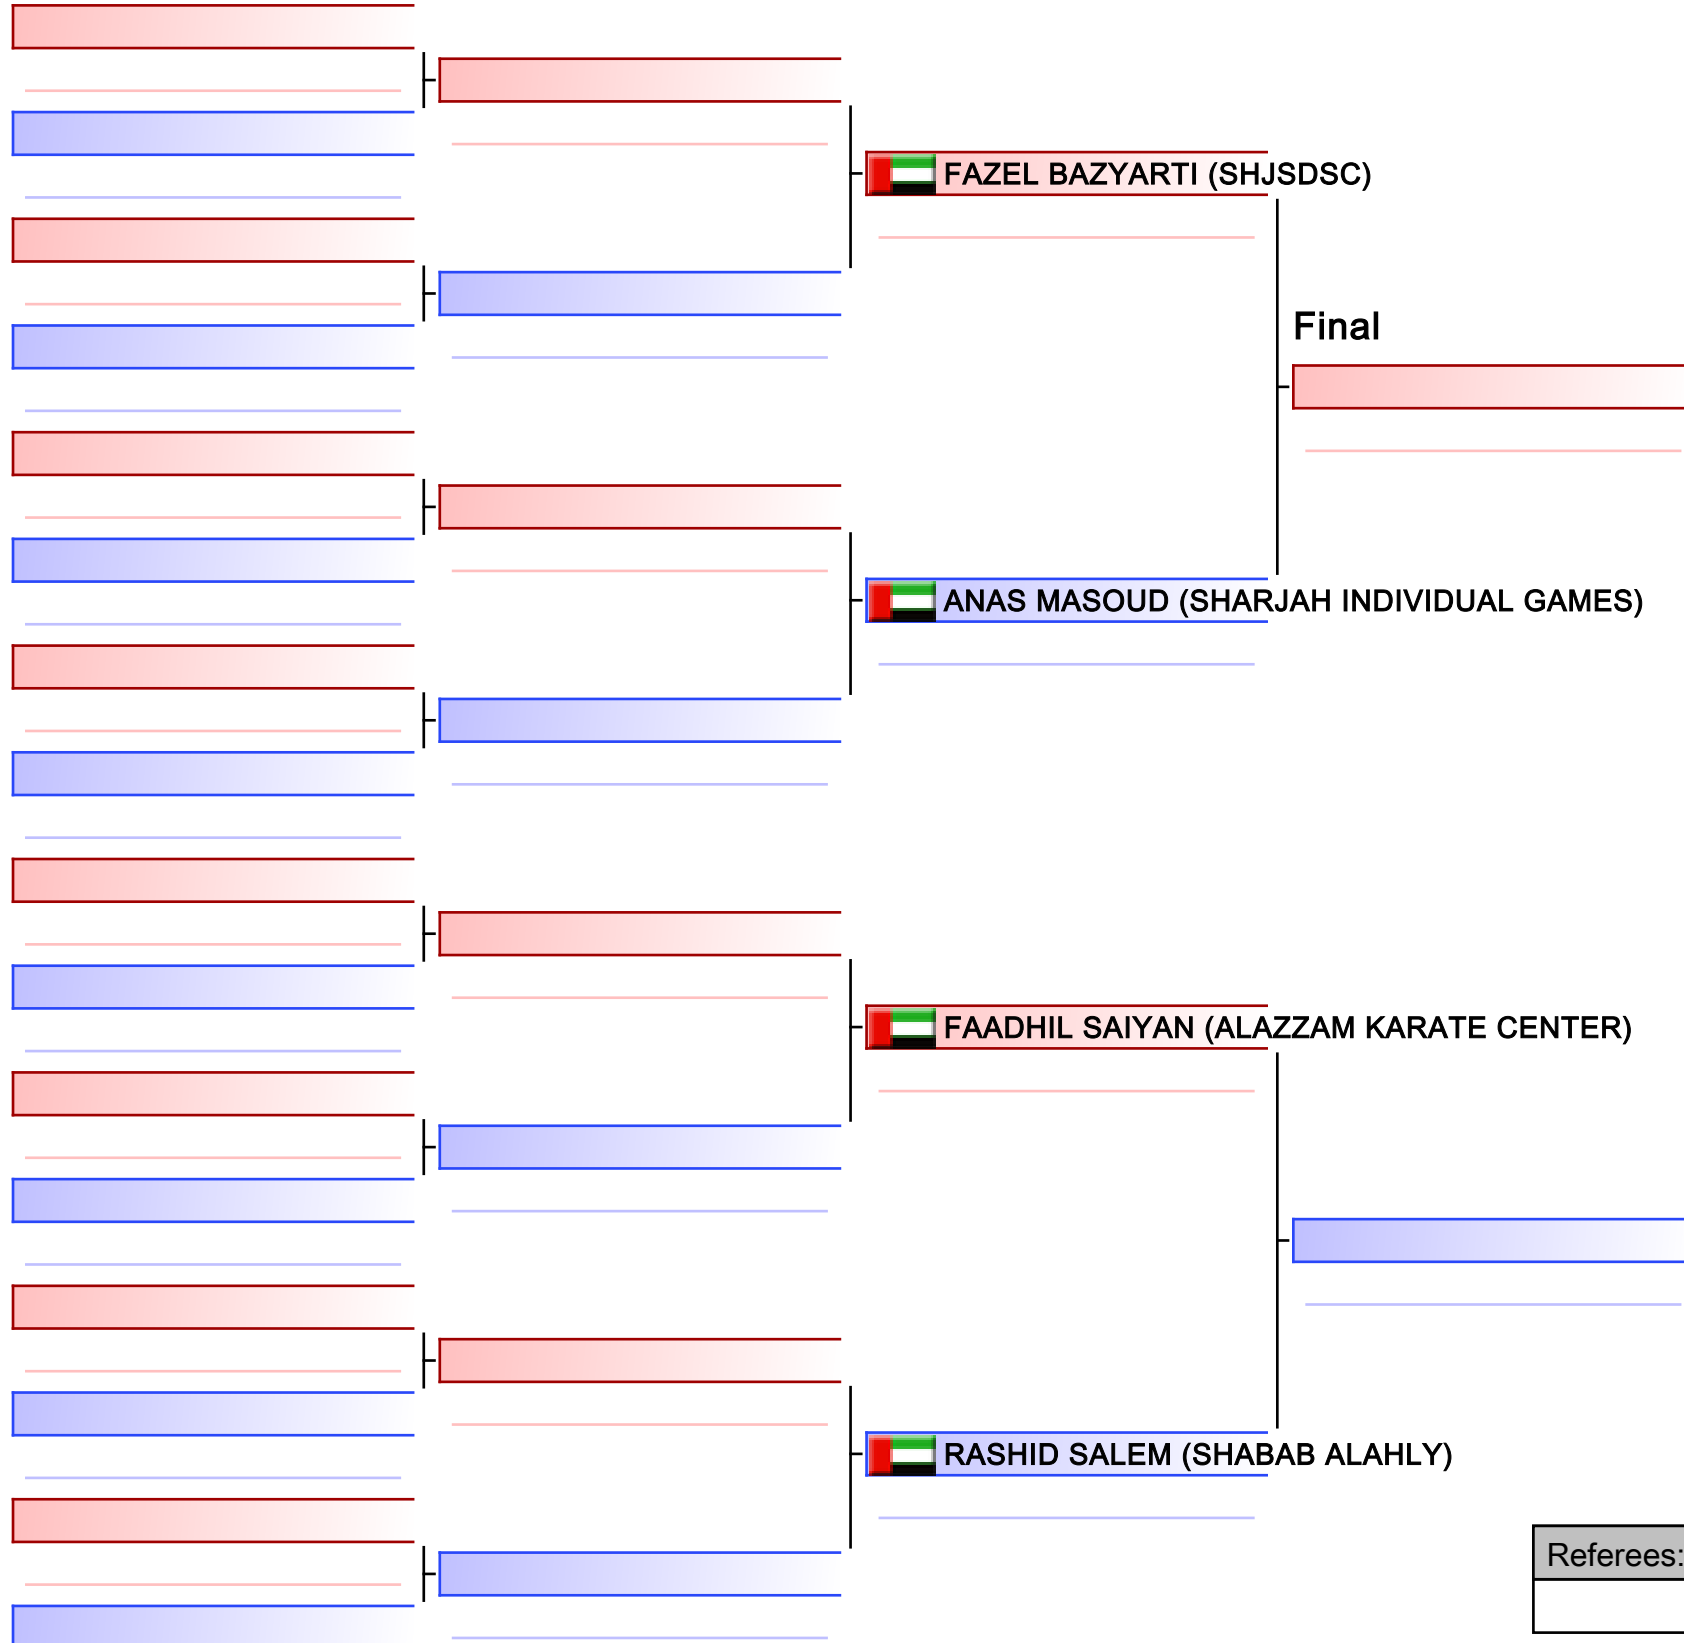 FAZEL BAZYARTI (SHJSDSC)
Final
ANAS MASOUD (SHARJAH INDIVIDUAL GAMES)
FAADHIL SAIYAN (ALAZZAM KARATE CENTER)
RASHID SALEM (SHABAB ALAHLY)
Referees: